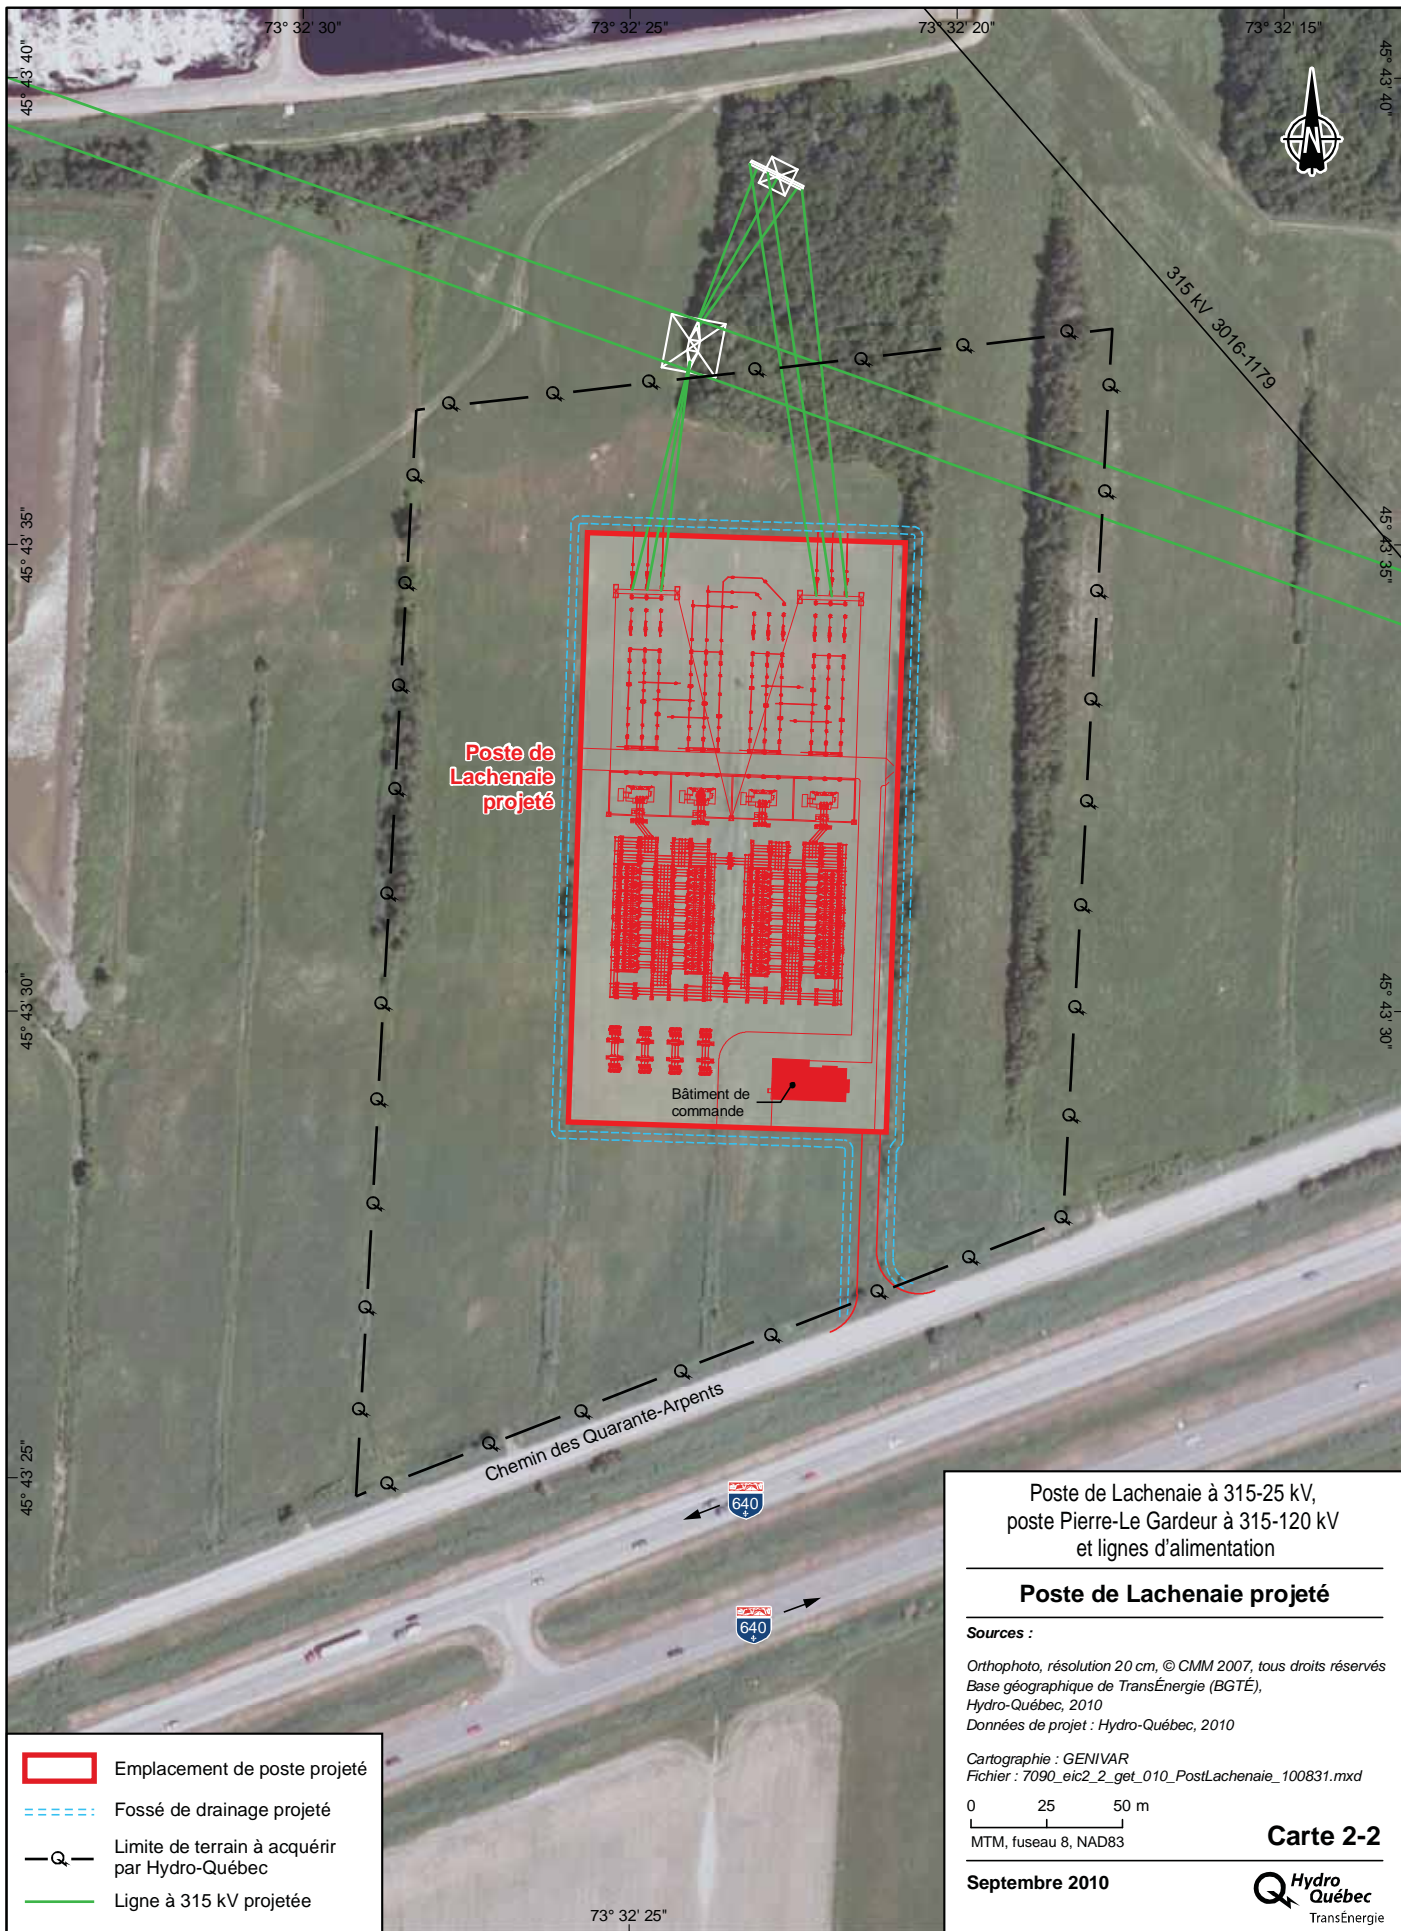 73° 32' 30"
73° 32' 25"
73° 32' 20"
73° 32' 15"
45° 43' 40"
45° 43' 40"
N
315 kV 3016-1179
45° 43' 35"
45° 43' 35"
Poste de
Lachenaie
projeté
45° 43' 30"
45° 43' 30"
Bâtiment de
commande
Chemin des Quarante-Arpents
45° 43' 25"
640
640
Poste de Lachenaie à 315-25 kV,
poste Pierre-Le Gardeur à 315-120 kV
et lignes d'alimentation
Poste de Lachenaie projeté
Sources :
Orthophoto, résolution 20 cm, © CMM 2007, tous droits réservés
Base géographique de TransÉnergie (BGTÉ),
Hydro-Québec, 2010
Données de projet : Hydro-Québec, 2010
Cartographie : GENIVAR
Fichier : 7090_eic2_2_get_010_PostLachenaie_100831.mxd
0 25 50 m
MTM, fuseau 8, NAD83
Carte 2-2
Septembre 2010
Hydro
Québec
TransÉnergie
Emplacement de poste projeté
Fossé de drainage projeté
Limite de terrain à acquérir
par Hydro-Québec
Ligne à 315 kV projetée
73° 32' 25"